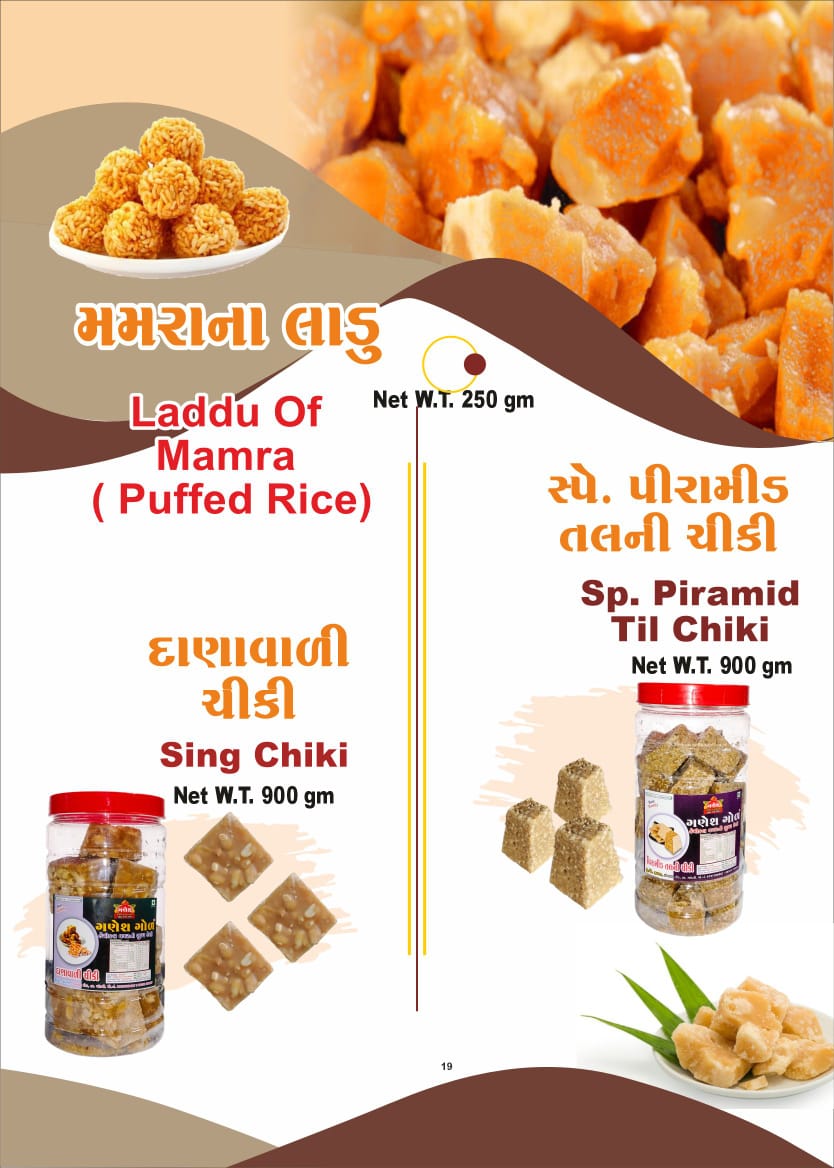 મમરાના લાડુ
Laddu Of
Mamra
( Puffed Rice)
Net W.T. 250 gm
દાણાવાળી
ચીકી
Sing Chiki
Net W.T. 900 gm
ગણેશ ગોળ
દાણાવાળી ચીકી
સ્પે. પીરામીડ
તલની ચીકી
Sp. Piramid
Til Chiki
Net W.T. 900 gm
ગણેશ ગોળ
19